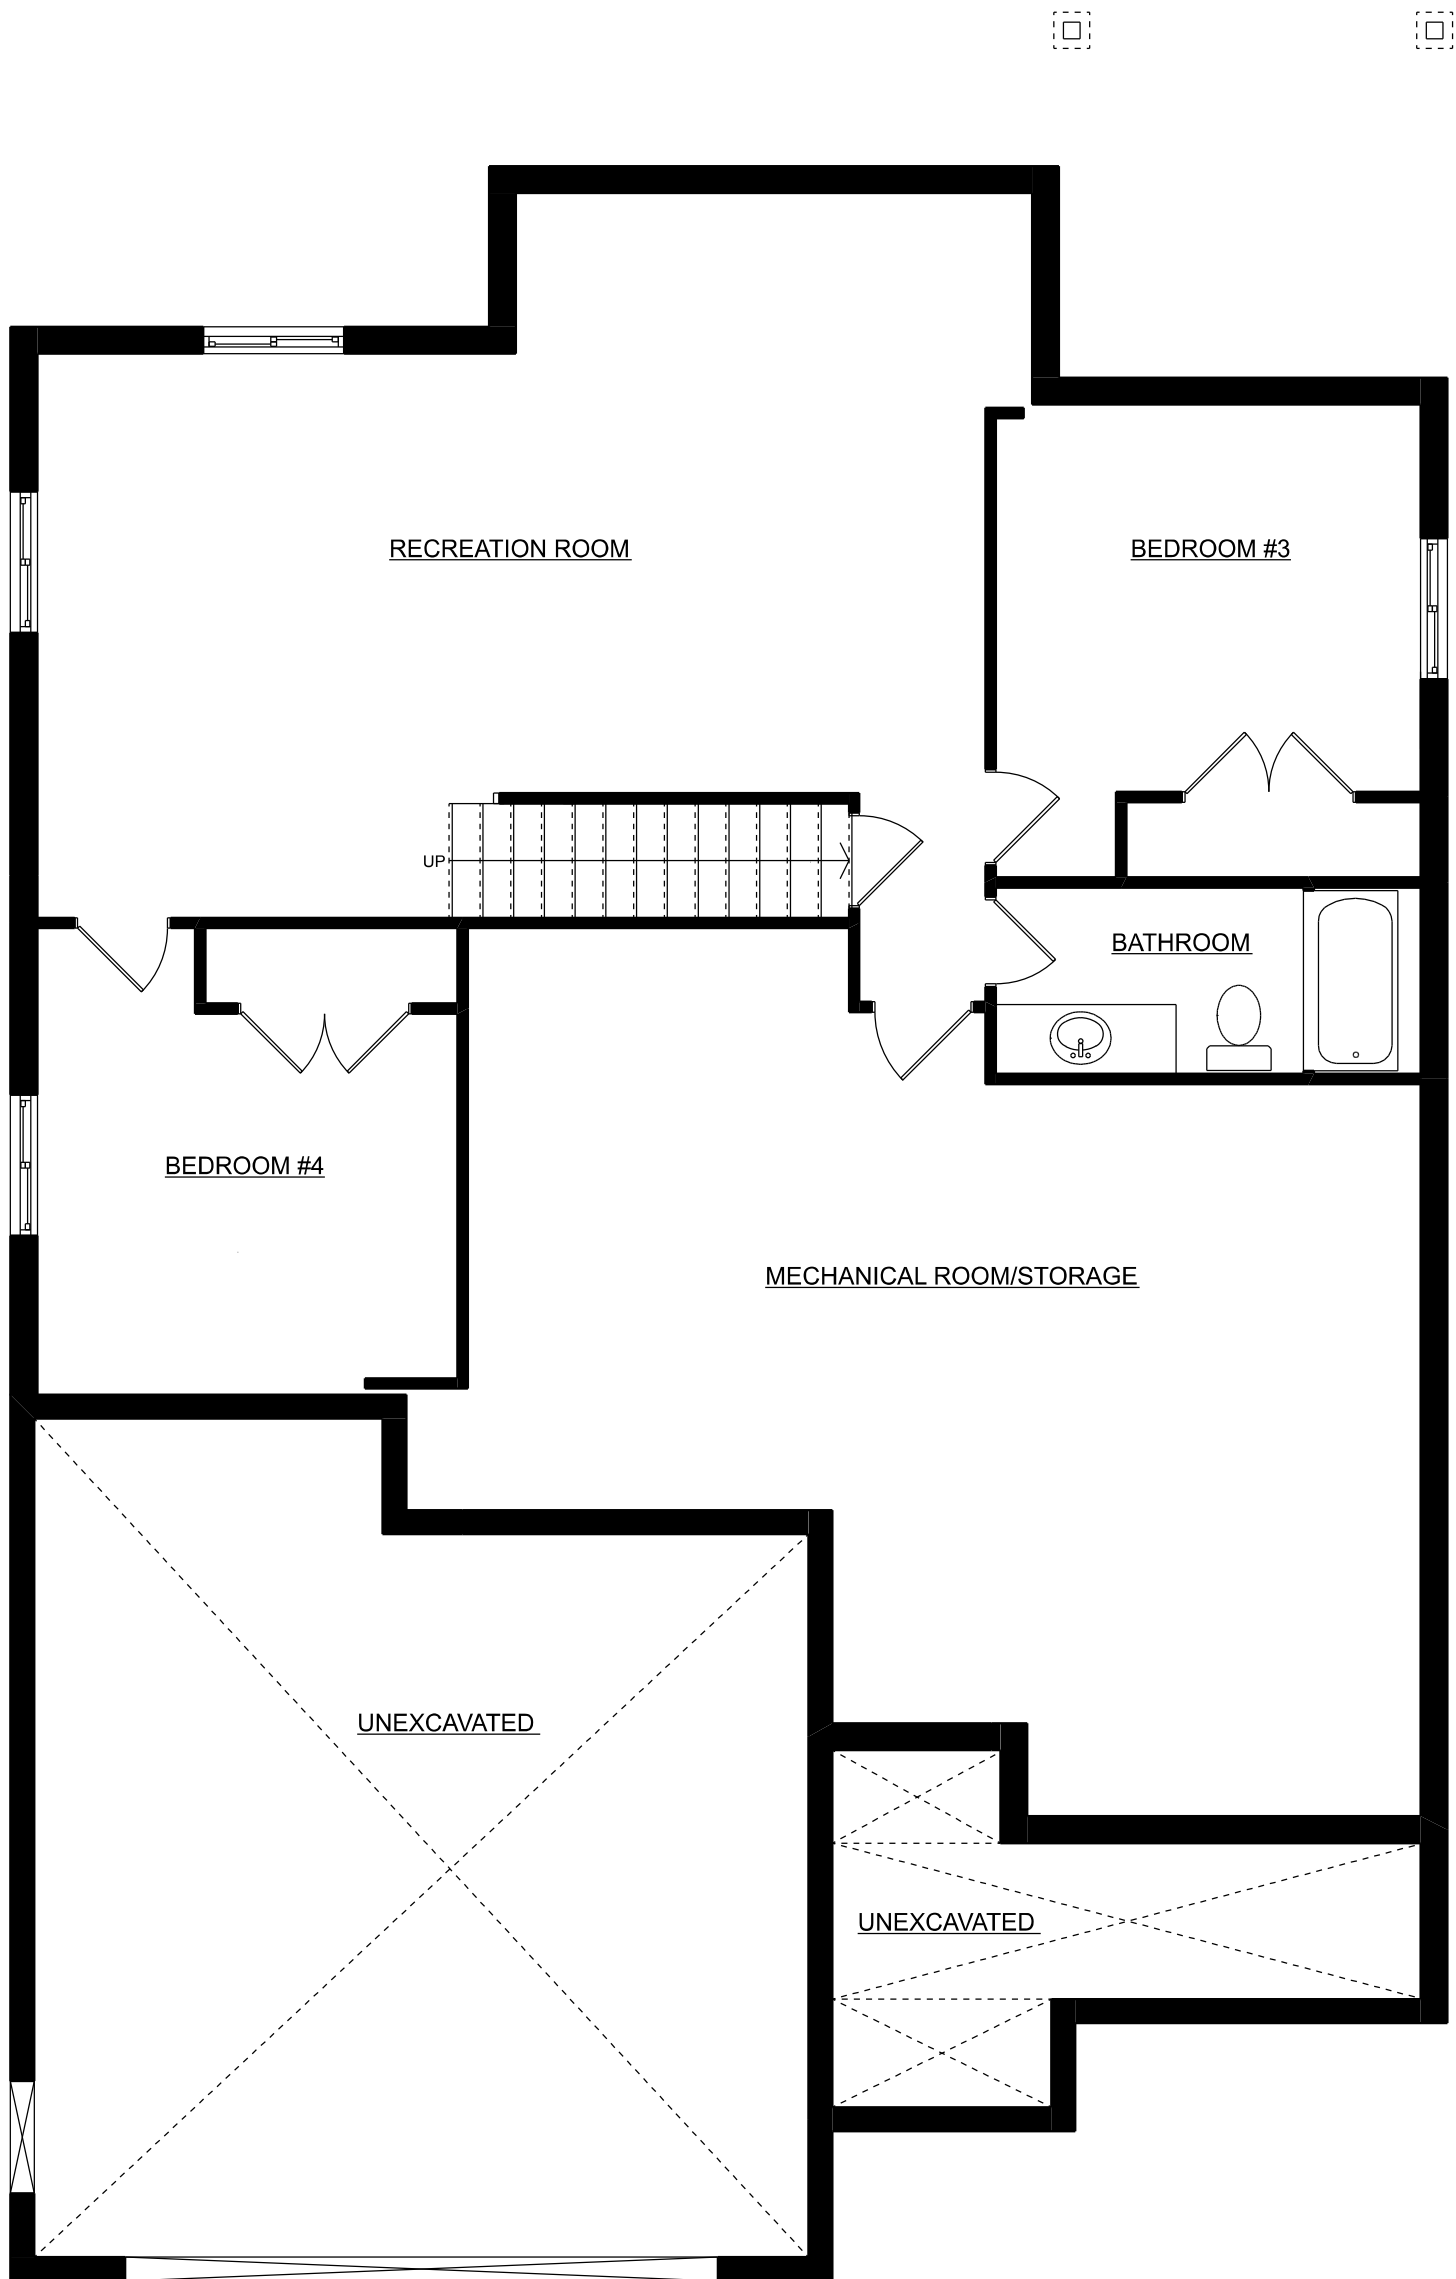 RECREATION ROOM
BEDROOM #3
UP
BATHROOM
BEDROOM #4
MECHANICAL ROOM/STORAGE
UNEXCAVATED
UNEXCAVATED